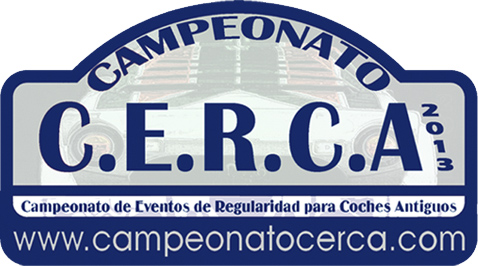 CAMPEONATO
C.E.R.C.A
2013
Campeonato de Eventos de Regularidad para Coches Antiguos
www.campeonatocerca.com